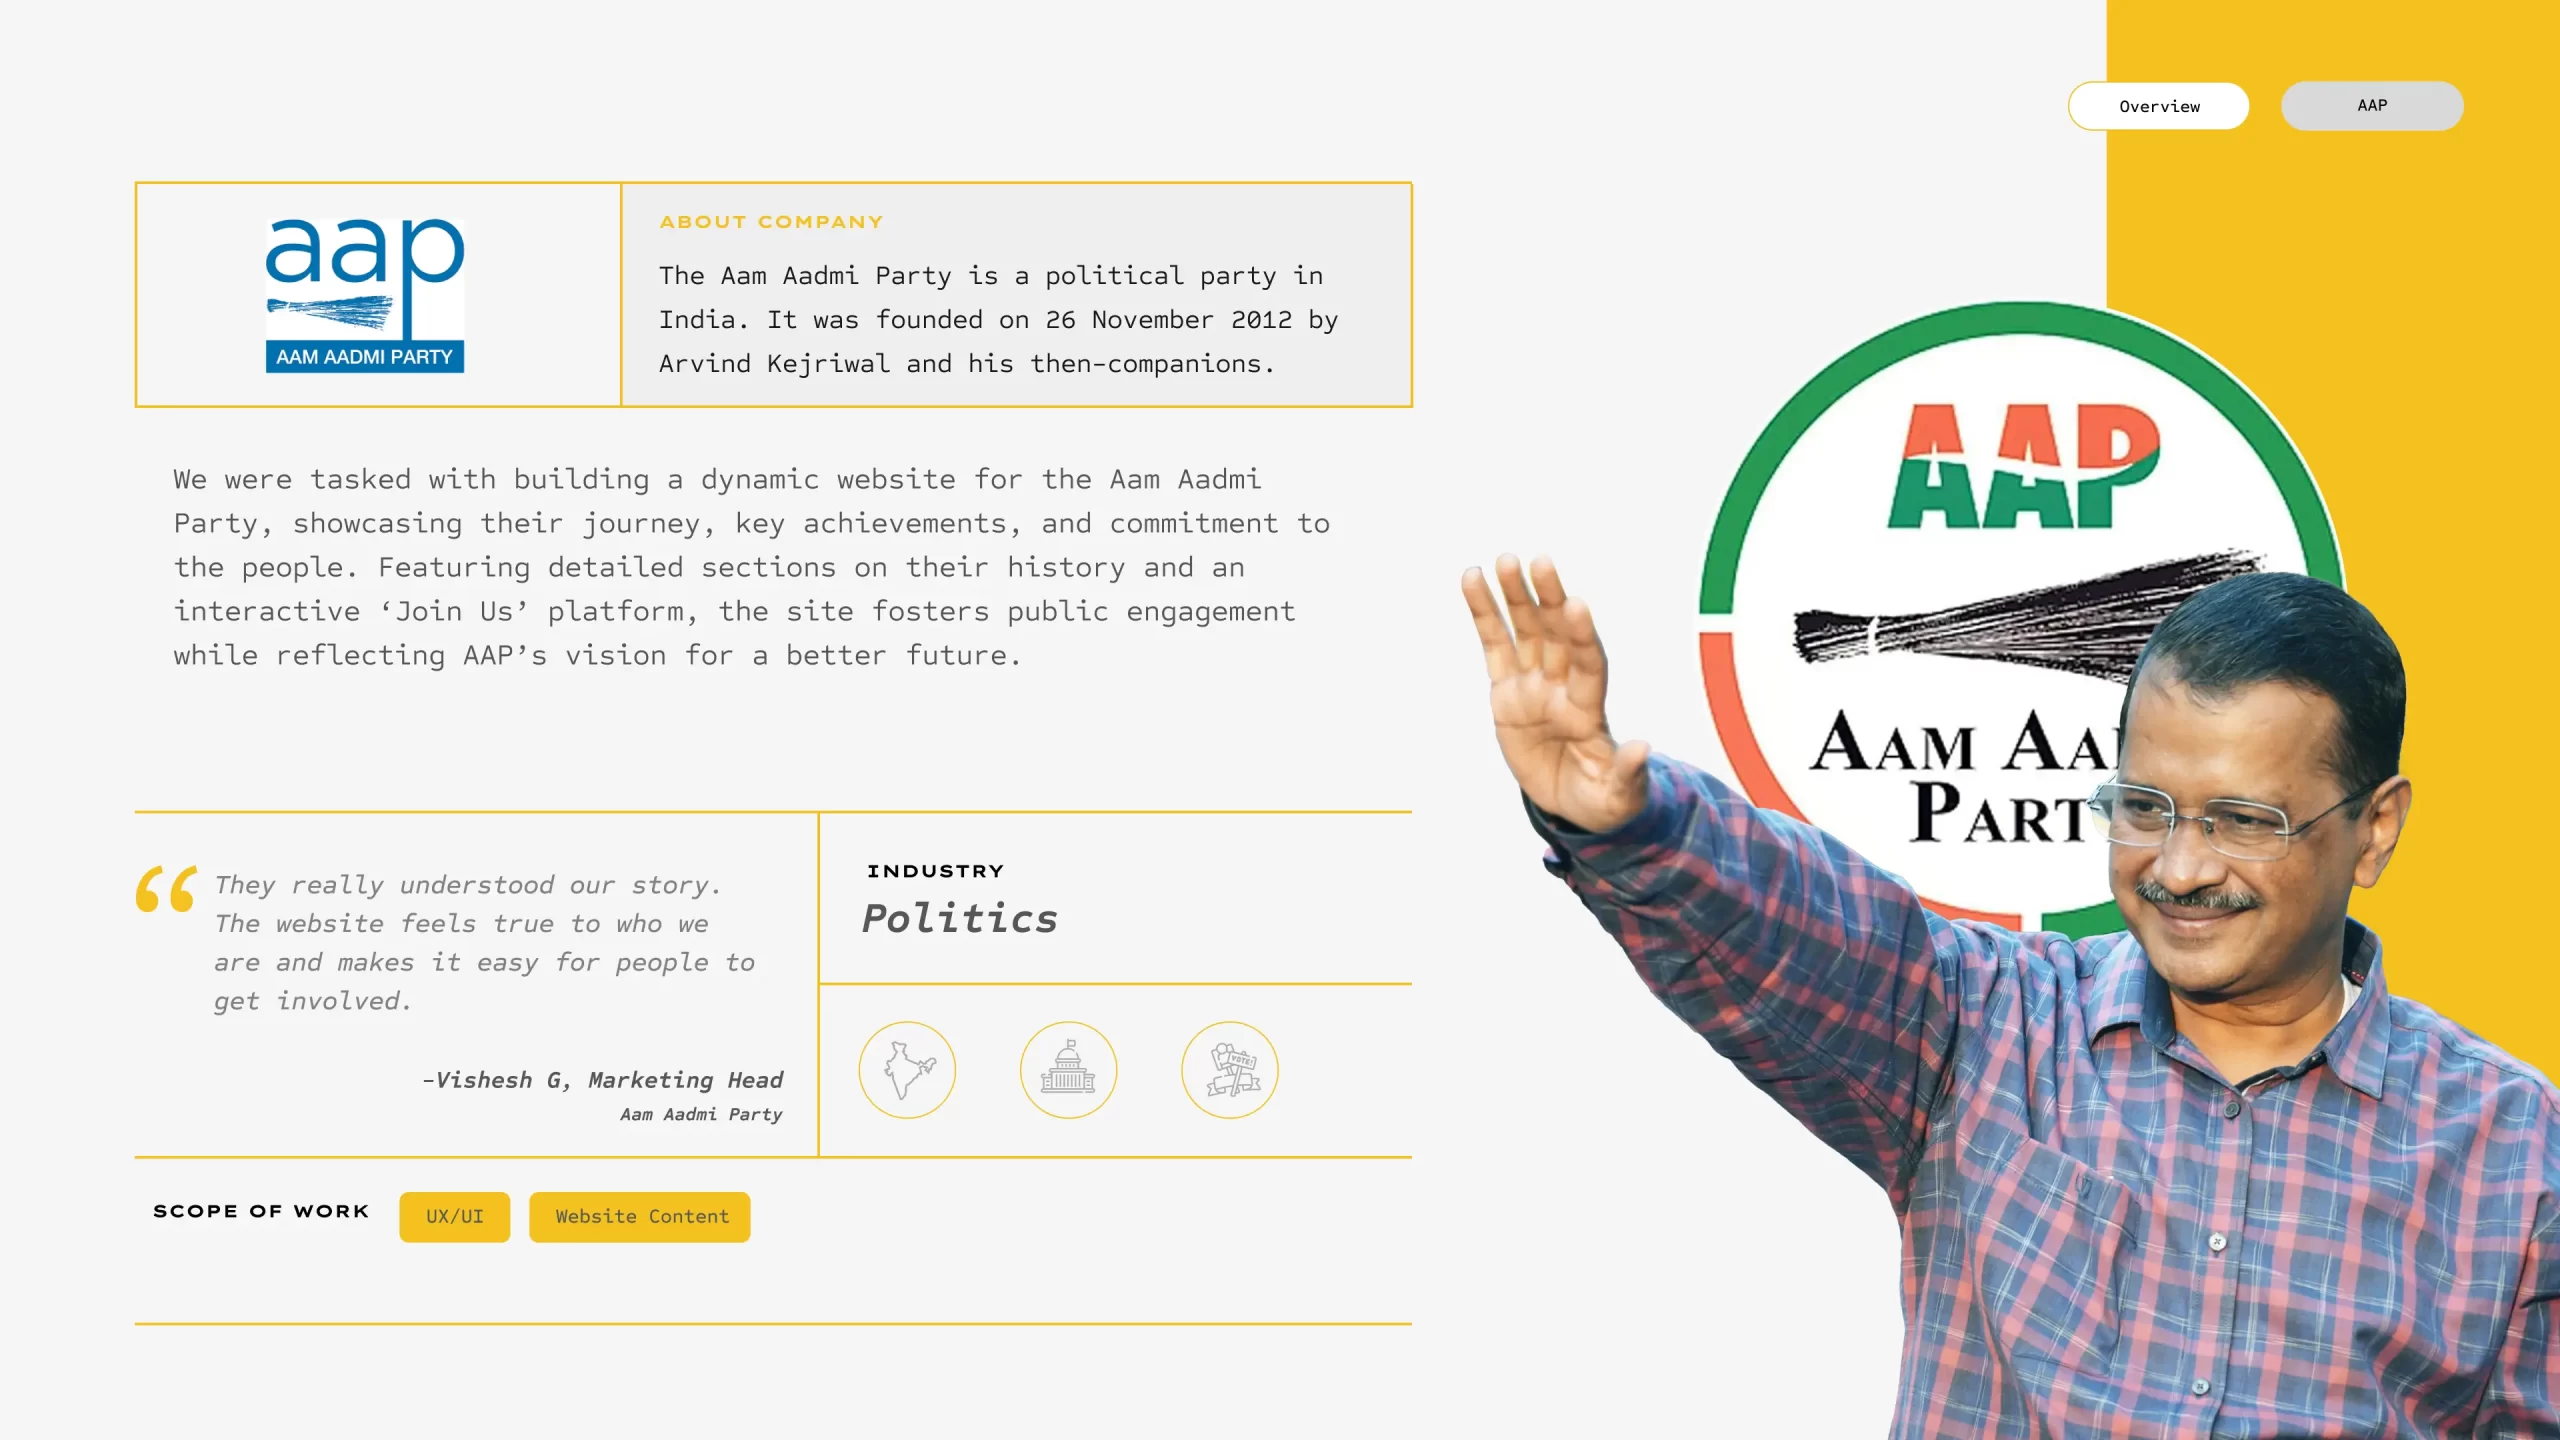 Overview
AAP
aap
AAM AADMI PARTY
ABOUT COMPANY
The Aam Aadmi Party is a political party in
India. It was founded on 26 November 2012 by
Arvind Kejriwal and his then-companions.
We were tasked with building a dynamic website for the Aam Aadmi
Party, showcasing their journey, key achievements, and commitment to
the people. Featuring detailed sections on their history and an
interactive ‘Join Us’ platform, the site fosters public engagement
while reflecting AAP’s vision for a better future.
“They really understood our story.
The website feels true to who we
are and makes it easy for people to
get involved.
–Vishesh G, Marketing Head
Aam Aadmi Party
INDUSTRY
Politics
VOTE!
SCOPE OF WORK
UX/UI
Website Content
AAP
AAM AA
PART